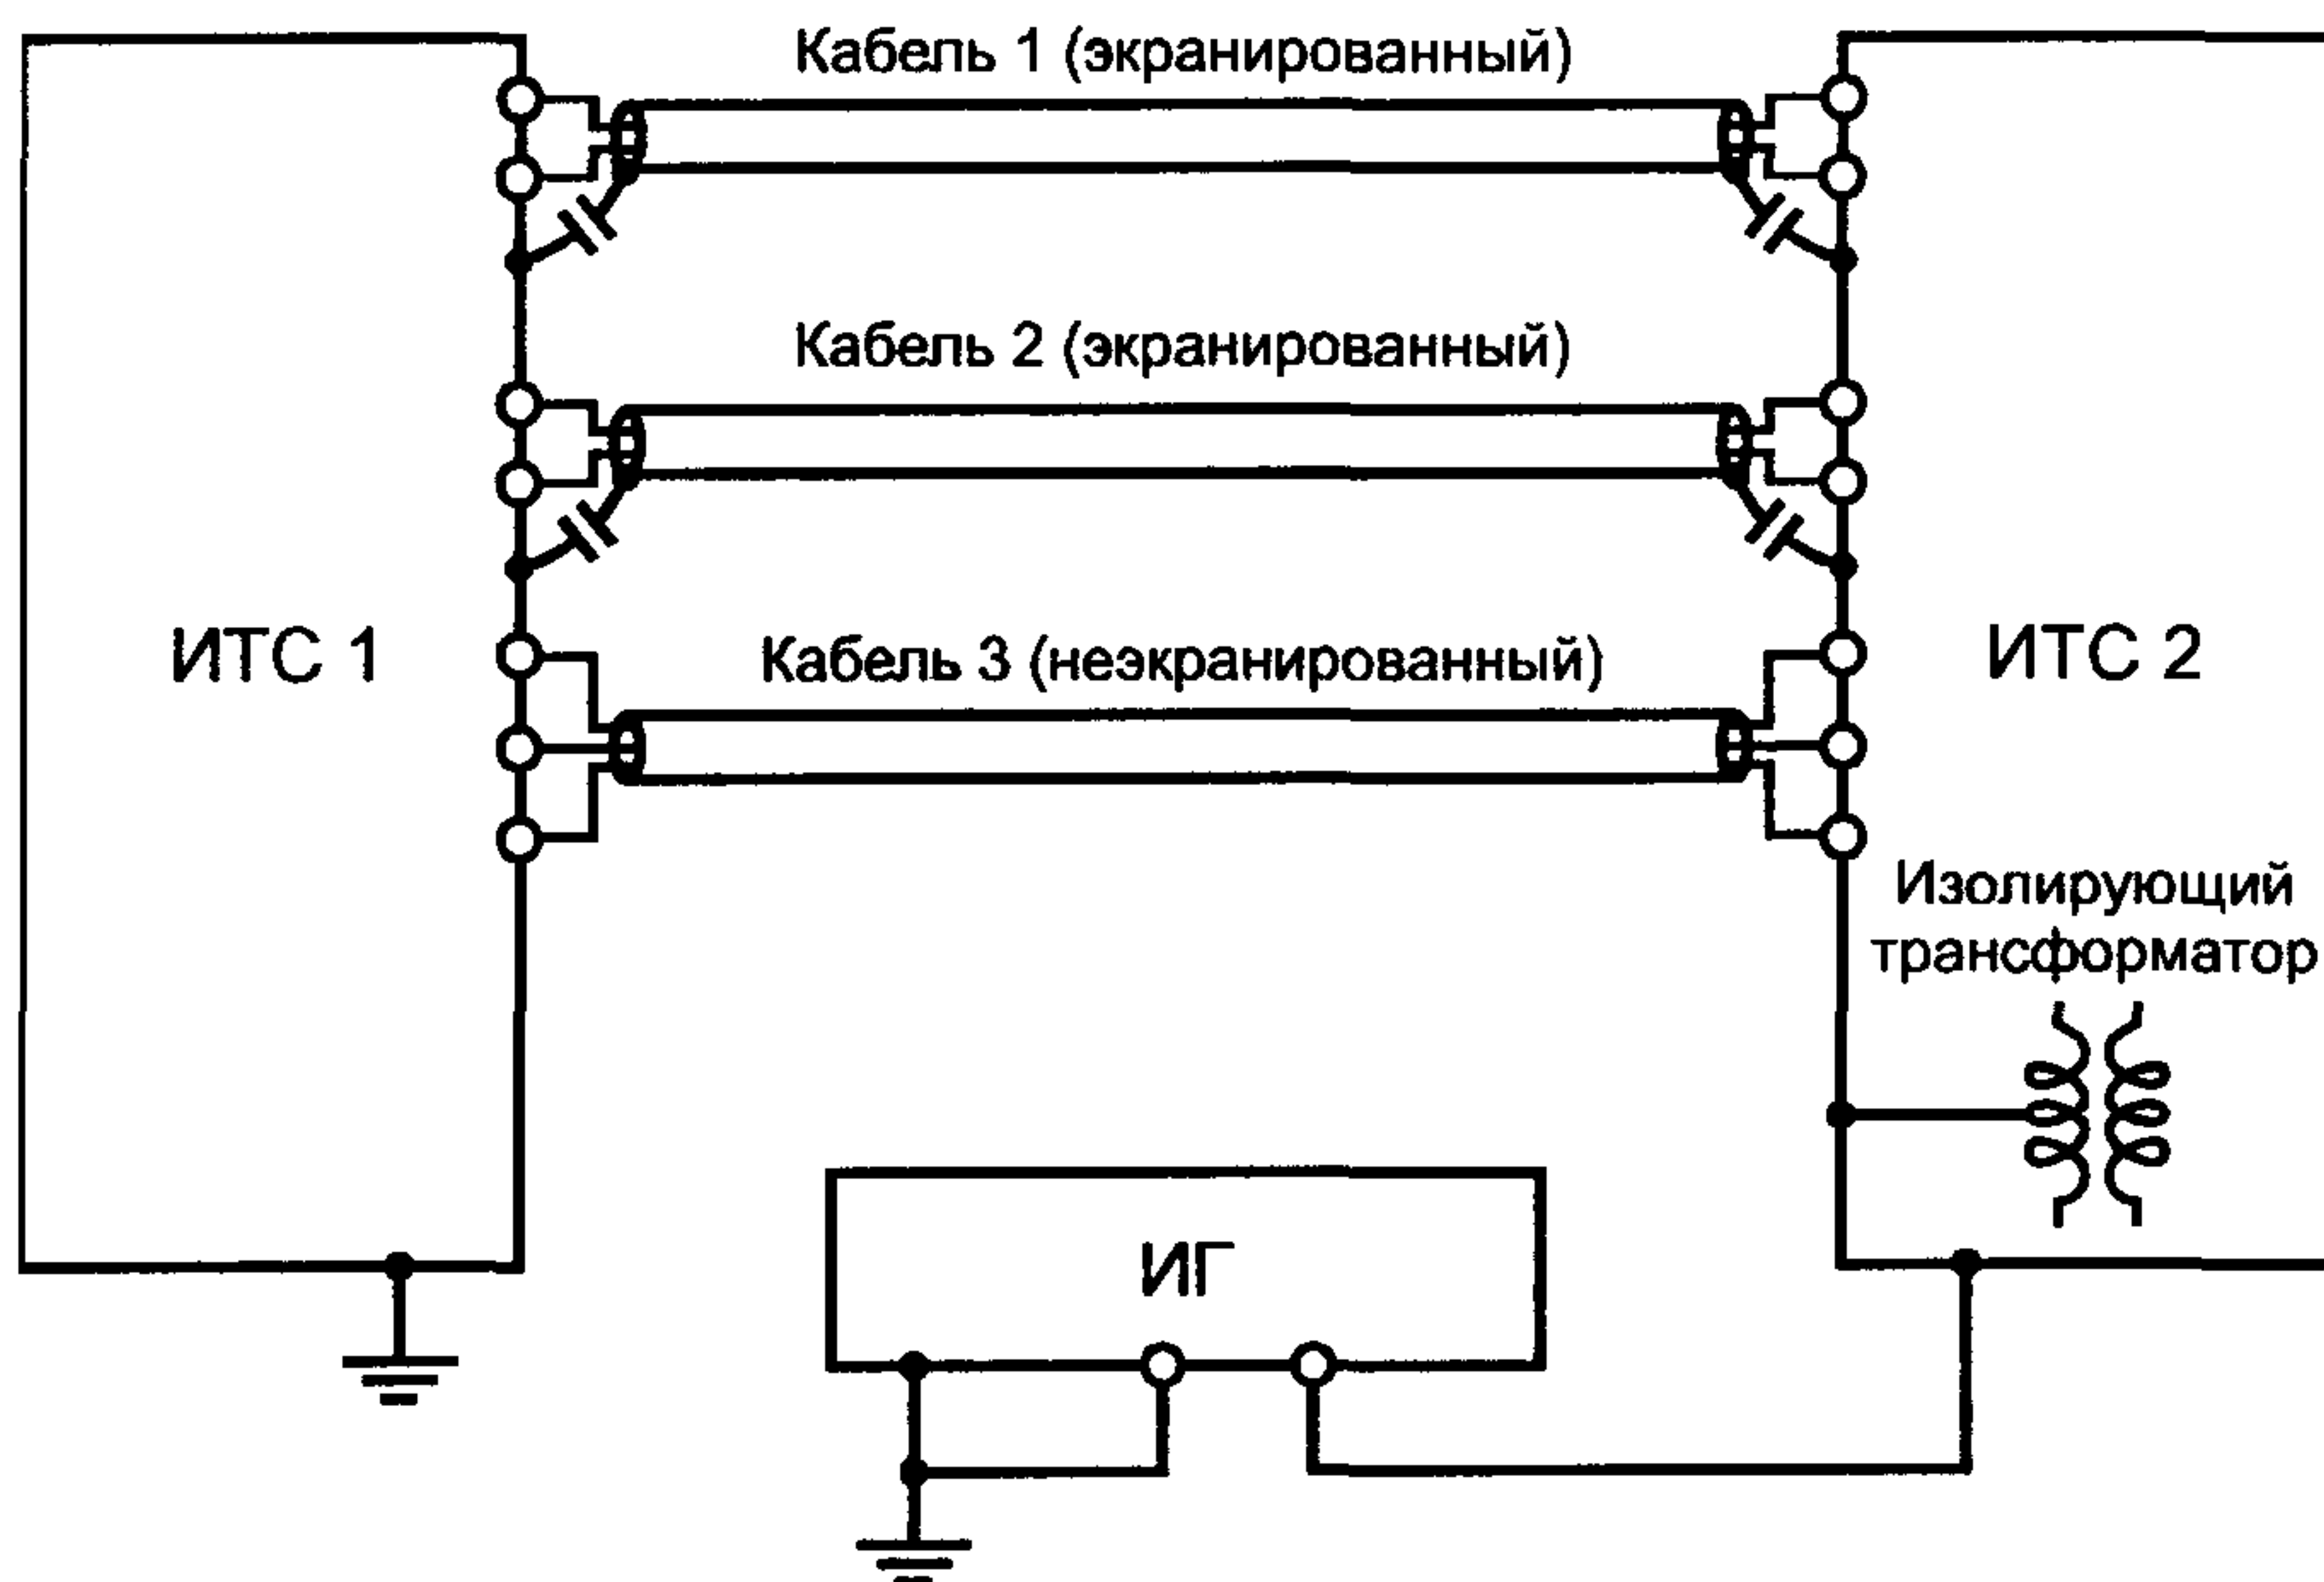 Кабель 1 (экранированный)
Кабель 2 (экранированный)
ИТС 1
Кабель 3 (неэкранированный)
ИТС 2
Изолирующий
трансформатор
ИГ